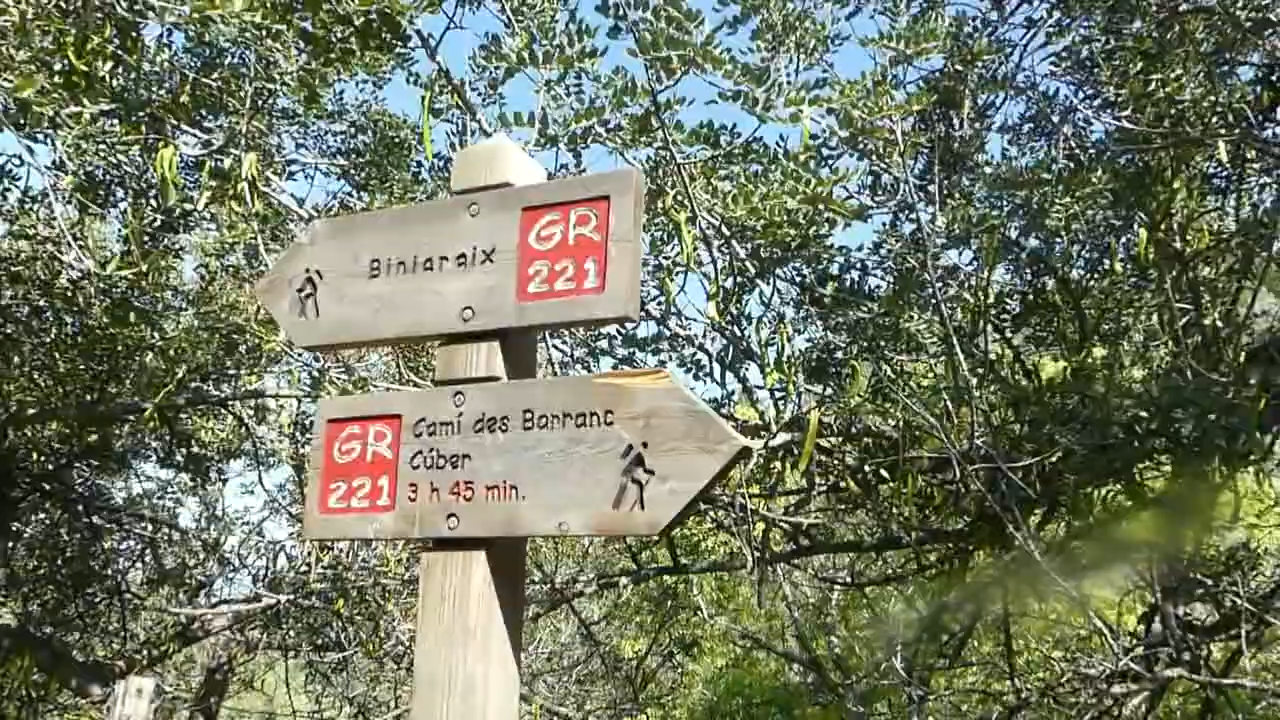 Biniaraix
GR
221
GR
221
Camí des Barranc
Cúber
3 h 45 min.